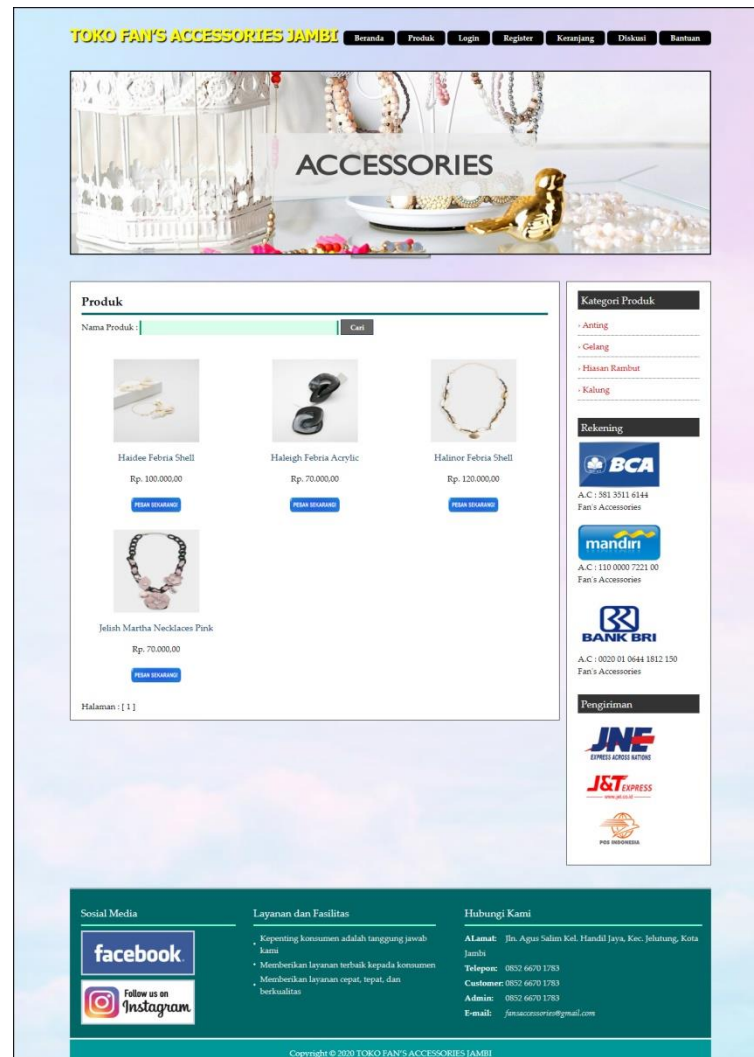 TOKO FAN'S ACCESSORIES JAMBI
Beranda Produk Login Register Keranjang Diskusi Bantuan
ACCESSORIES
Produk
Nama Produk : Cari
Haidee Febria Shell
Rp. 100.000,00
PESAN SEKARANG!
Haleigh Febria Acrylic
Rp. 70.000,00
PESAN SEKARANG!
Halinor Febria Shell
Rp. 120.000,00
PESAN SEKARANG!
Jelish Martha Necklaces Pink
Rp. 70.000,00
PESAN SEKARANG!
Halaman : [ 1 ]
Kategori Produk
› Anting
› Gelang
› Hiasan Rambut
› Kalung
Rekening
BCA
A.C : 581 3511 6144
Fan's Accessories
mandiri
A.C : 110 0000 7221 00
Fan's Accessories
BANK BRI
A.C : 0020 01 0644 1812 150
Fan's Accessories
Pengiriman
JNE
EXPRESS ACROSS NATIONS
J&T EXPRESS
www.jet.co.id
POS INDONESIA
Sosial Media
facebook
Follow us on
Instagram
Layanan dan Fasilitas
• Kepenting konsumen adalah tanggung jawab
kami
• Memberikan layanan terbaik kepada konsumen
• Memberikan layanan cepat, tepat, dan
berkualitas
Hubungi Kami
ALamat: Jln. Agus Salim Kel. Handil Jaya, Kec. Jelutung, Kota
Jambi
Telepon: 0852 6670 1783
Customer: 0852 6670 1783
Admin: 0852 6670 1783
E-mail: fansaccessories@gmail.com
Copyright © 2020 TOKO FAN'S ACCESSORIES JAMBI